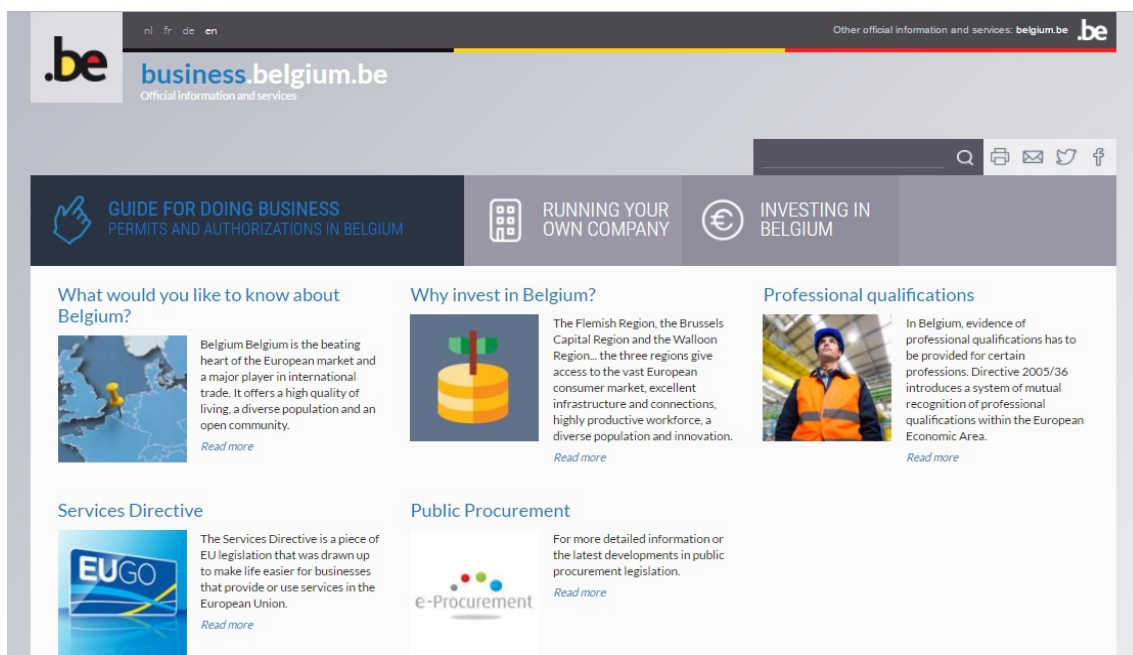 nl fr de en
Other official information and services: belgium.be .be
.be
business.belgium.be
Official information and services
GUIDE FOR DOING BUSINESS
PERMITS AND AUTHORIZATIONS IN BELGIUM
RUNNING YOUR
OWN COMPANY
INVESTING IN
BELGIUM
What would you like to know about
Belgium?
Belgium Belgium is the beating
heart of the European market and
a major player in international
trade. It offers a high quality of
living, a diverse population and an
open community.
Read more
Why invest in Belgium?
The Flemish Region, the Brussels
Capital Region and the Walloon
Region... the three regions give
access to the vast European
consumer market, excellent
infrastructure and connections,
highly productive workforce, a
diverse population and innovation.
Read more
Professional qualifications
In Belgium, evidence of
professional qualifications has to
be provided for certain
professions. Directive 2005/36
introduces a system of mutual
recognition of professional
qualifications within the European
Economic Area.
Read more
Services Directive
EUGO
The Services Directive is a piece of
EU legislation that was drawn up
to make life easier for businesses
that provide or use services in the
European Union.
Read more
Public Procurement
e-Procurement
For more detailed information or
the latest developments in public
procurement legislation.
Read more